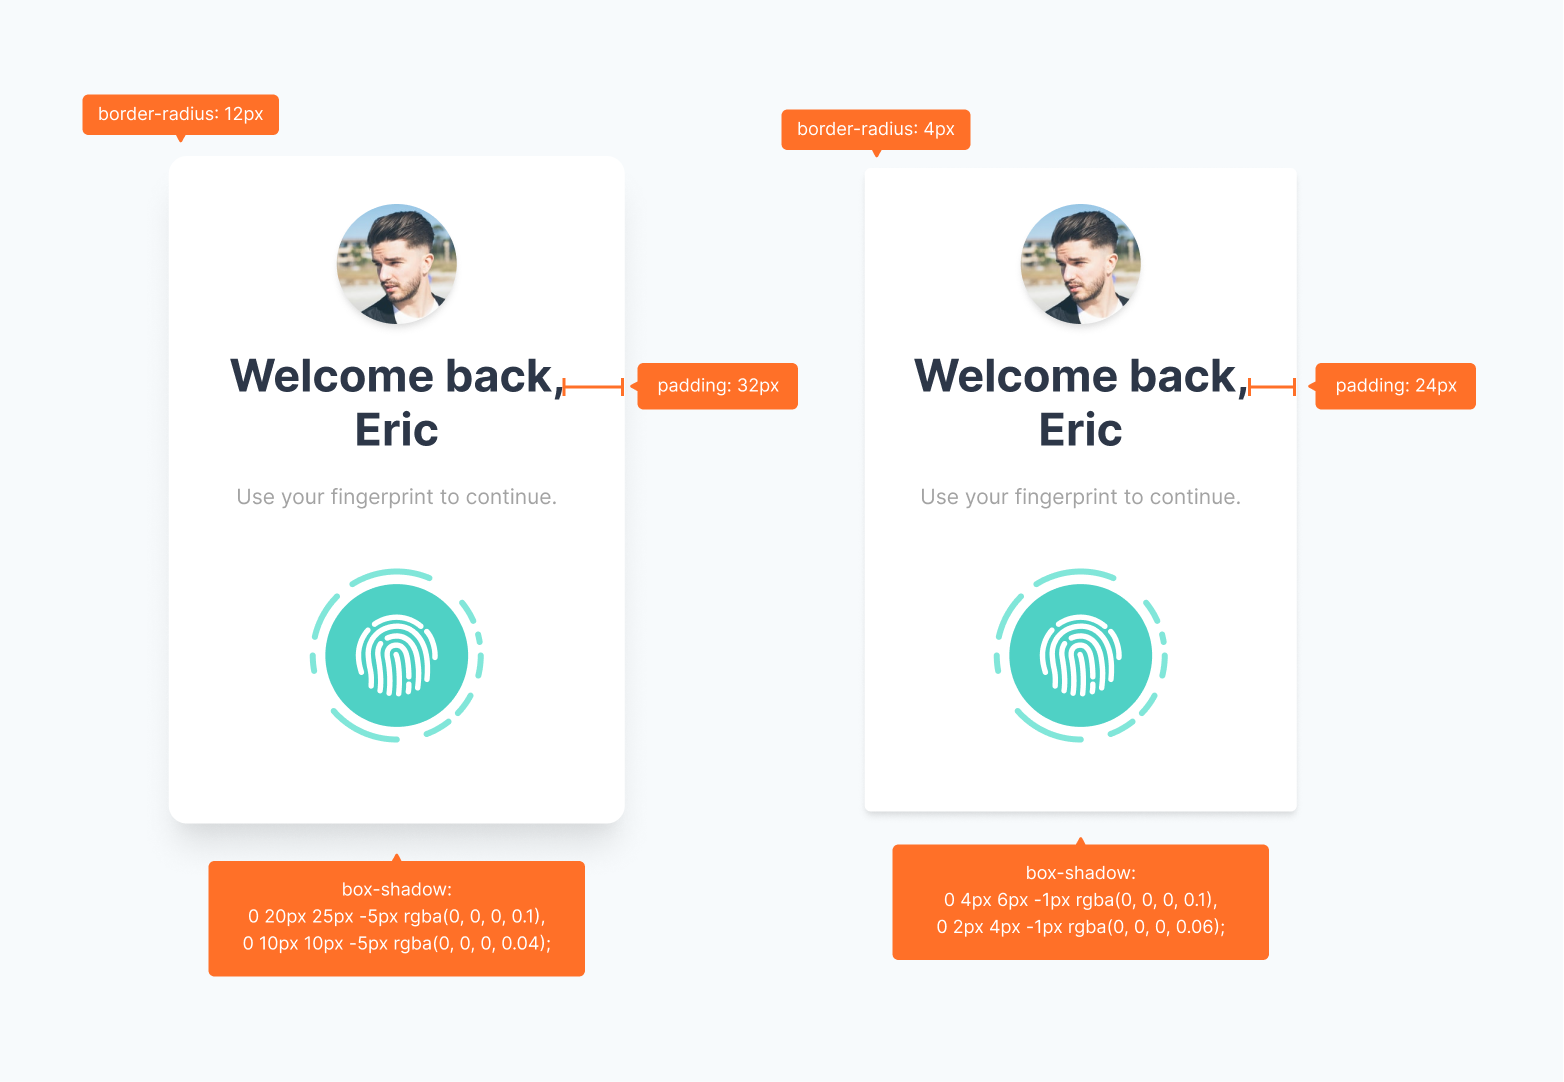 border-radius: 12px
Welcome back,
Eric
Use your fingerprint to continue.
padding: 32px
box-shadow:
0 20px 25px -5px rgba(0, 0, 0, 0.1),
0 10px 10px -5px rgba(0, 0, 0, 0.04);
border-radius: 4px
Welcome back,
Eric
Use your fingerprint to continue.
padding: 24px
box-shadow:
0 4px 6px -1px rgba(0, 0, 0, 0.1),
0 2px 4px -1px rgba(0, 0, 0, 0.06);